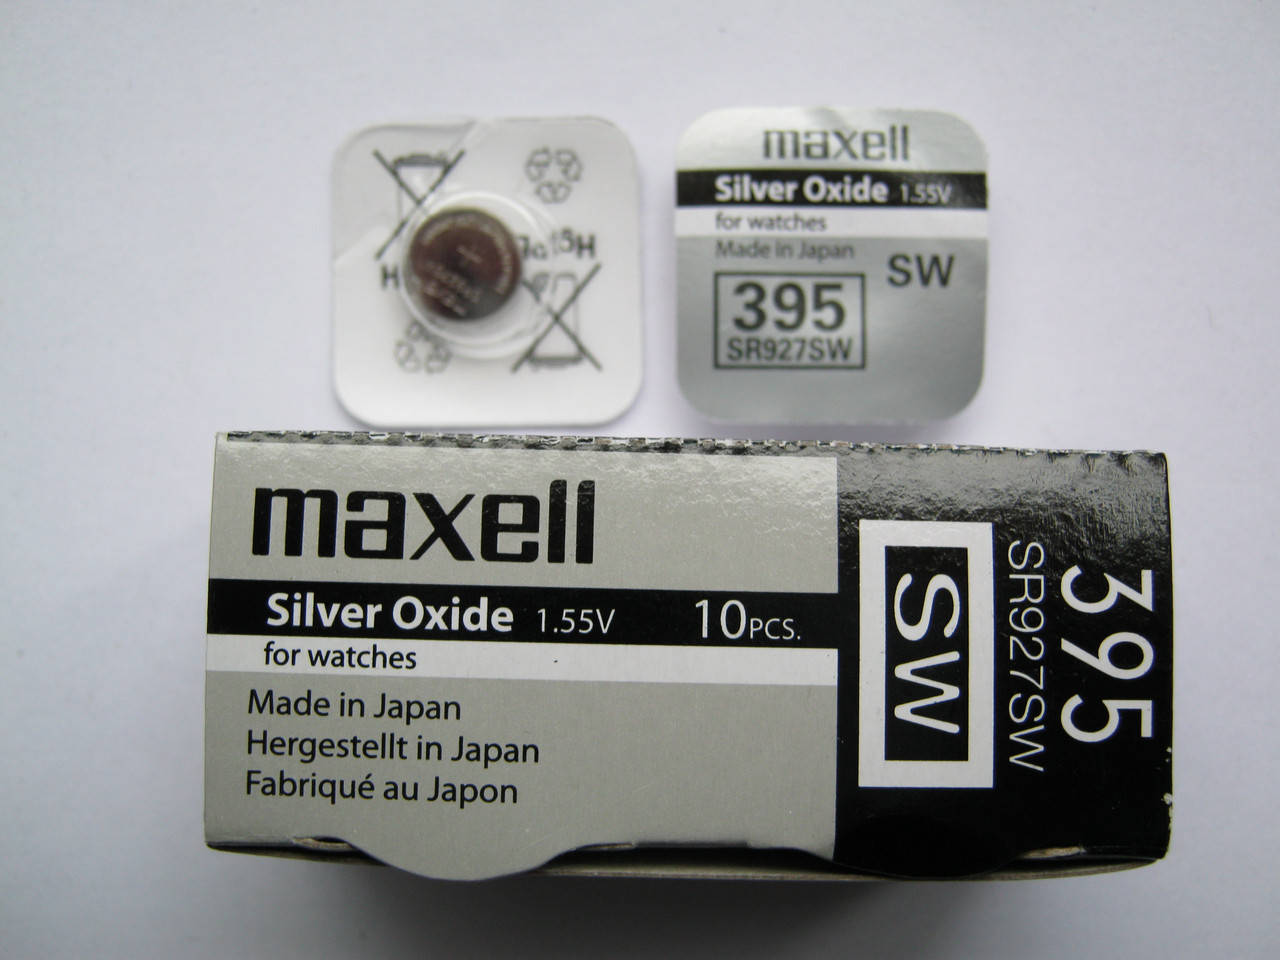 maxell
Silver Oxide 1.55V
for watches
Made in Japan
SW
395
SR927SW
maxell
Silver Oxide 1.55V 10PCS.
for watches
Made in Japan
Hergestellt in Japan
Fabriqué au Japon
SW
395
SR927SW